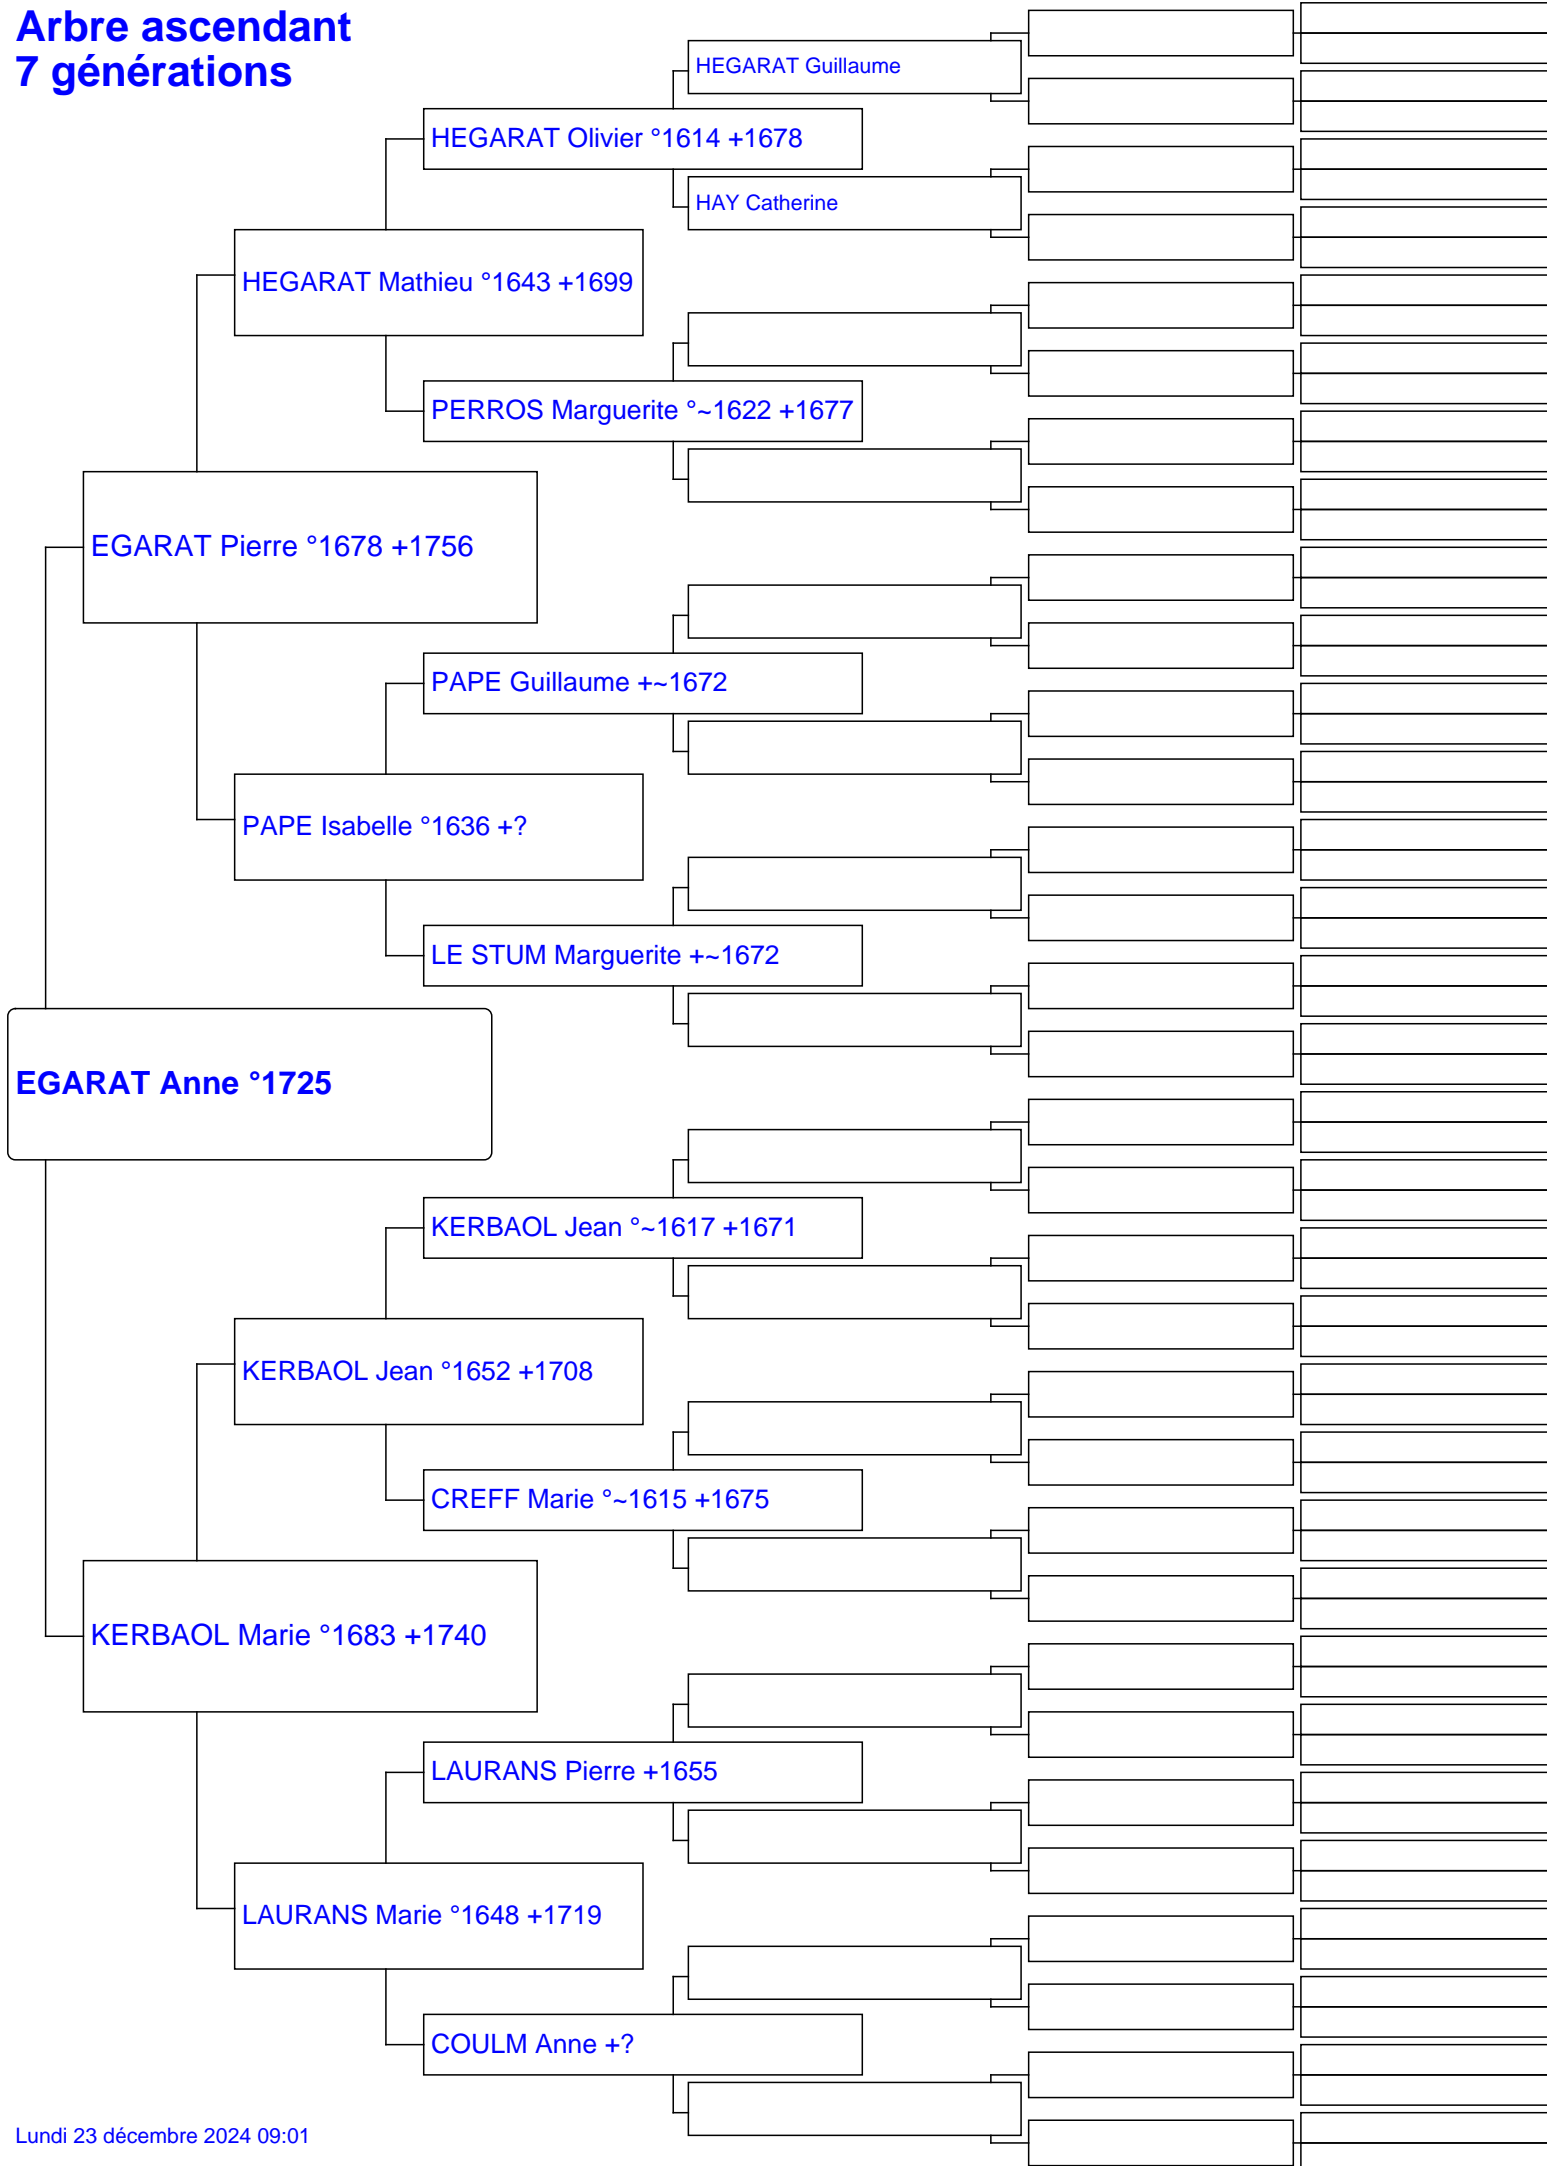 Arbre ascendant
7 générations
HEGARAT Guillaume
HEGARAT Olivier °1614 +1678
HAY Catherine
HEGARAT Mathieu °1643 +1699
PERROS Marguerite °~1622 +1677
EGARAT Pierre °1678 +1756
PAPE Guillaume +~1672
PAPE Isabelle °1636 +?
LE STUM Marguerite +~1672
EGARAT Anne °1725
KERBAOL Jean °~1617 +1671
KERBAOL Jean °1652 +1708
CREFF Marie °~1615 +1675
KERBAOL Marie °1683 +1740
LAURANS Pierre +1655
LAURANS Marie °1648 +1719
COULM Anne +?
Lundi 23 décembre 2024 09:01